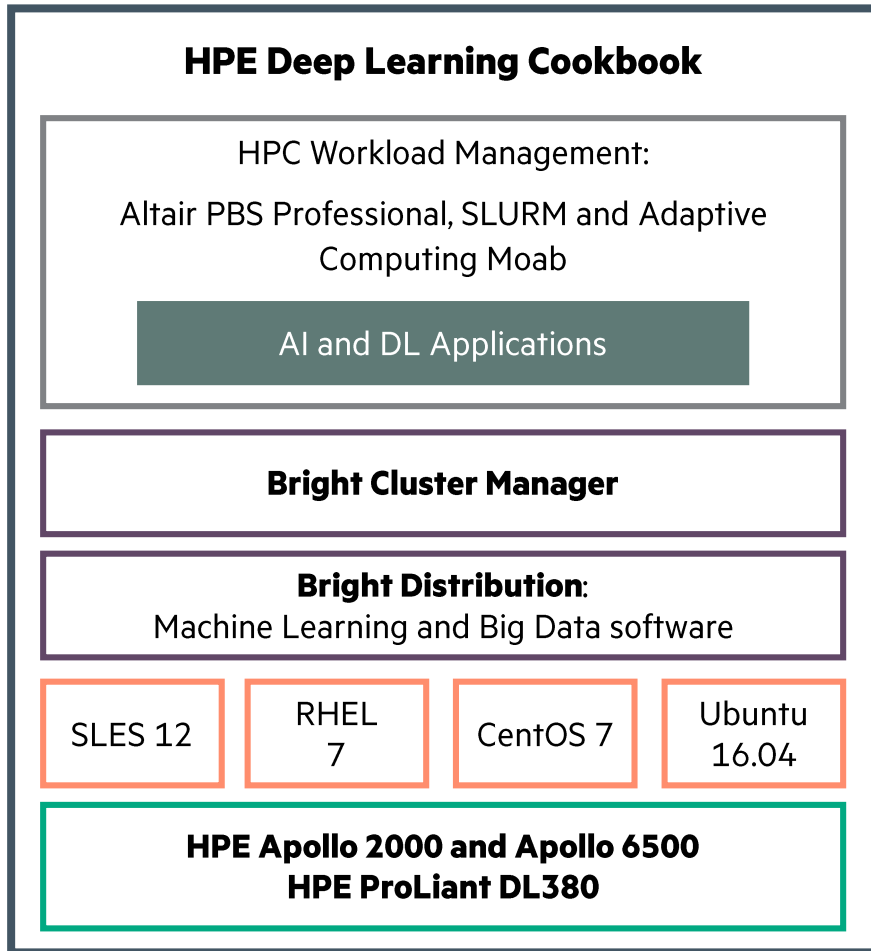 HPE Deep Learning Cookbook
HPC Workload Management:
Altair PBS Professional, SLURM and Adaptive
Computing Moab
AI and DL Applications
Bright Cluster Manager
Bright Distribution:
Machine Learning and Big Data software
SLES 12
RHEL
7
CentOS 7
Ubuntu
16.04
HPE Apollo 2000 and Apollo 6500
HPE ProLiant DL380